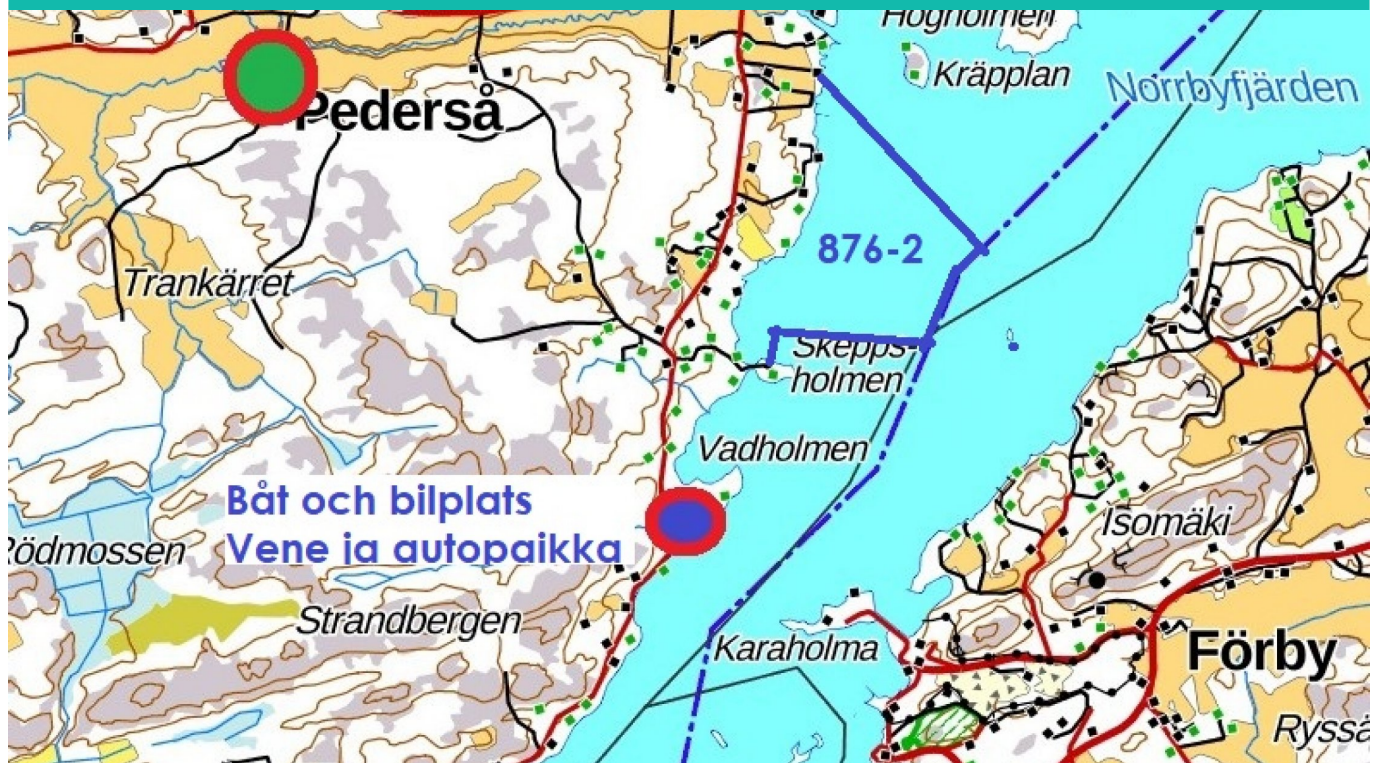 Högholmen
Kräpplan
Norrbyfjärden
Pederså
876-2
Trankärret
Skepps-
holmen
Vadholmen
Båt och bilplats
Vene ja autopaikka
Rödmossen
Isomäki
Strandbergen
Karaholma
Förby
Ryssä